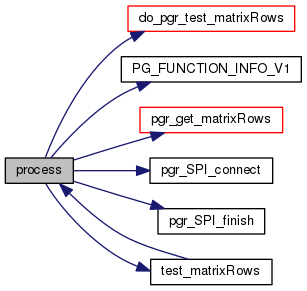 do_pgr_test_matrixRows
PG_FUNCTION_INFO_V1
pgr_get_matrixRows
process
pgr_SPI_connect
pgr_SPI_finish
test_matrixRows